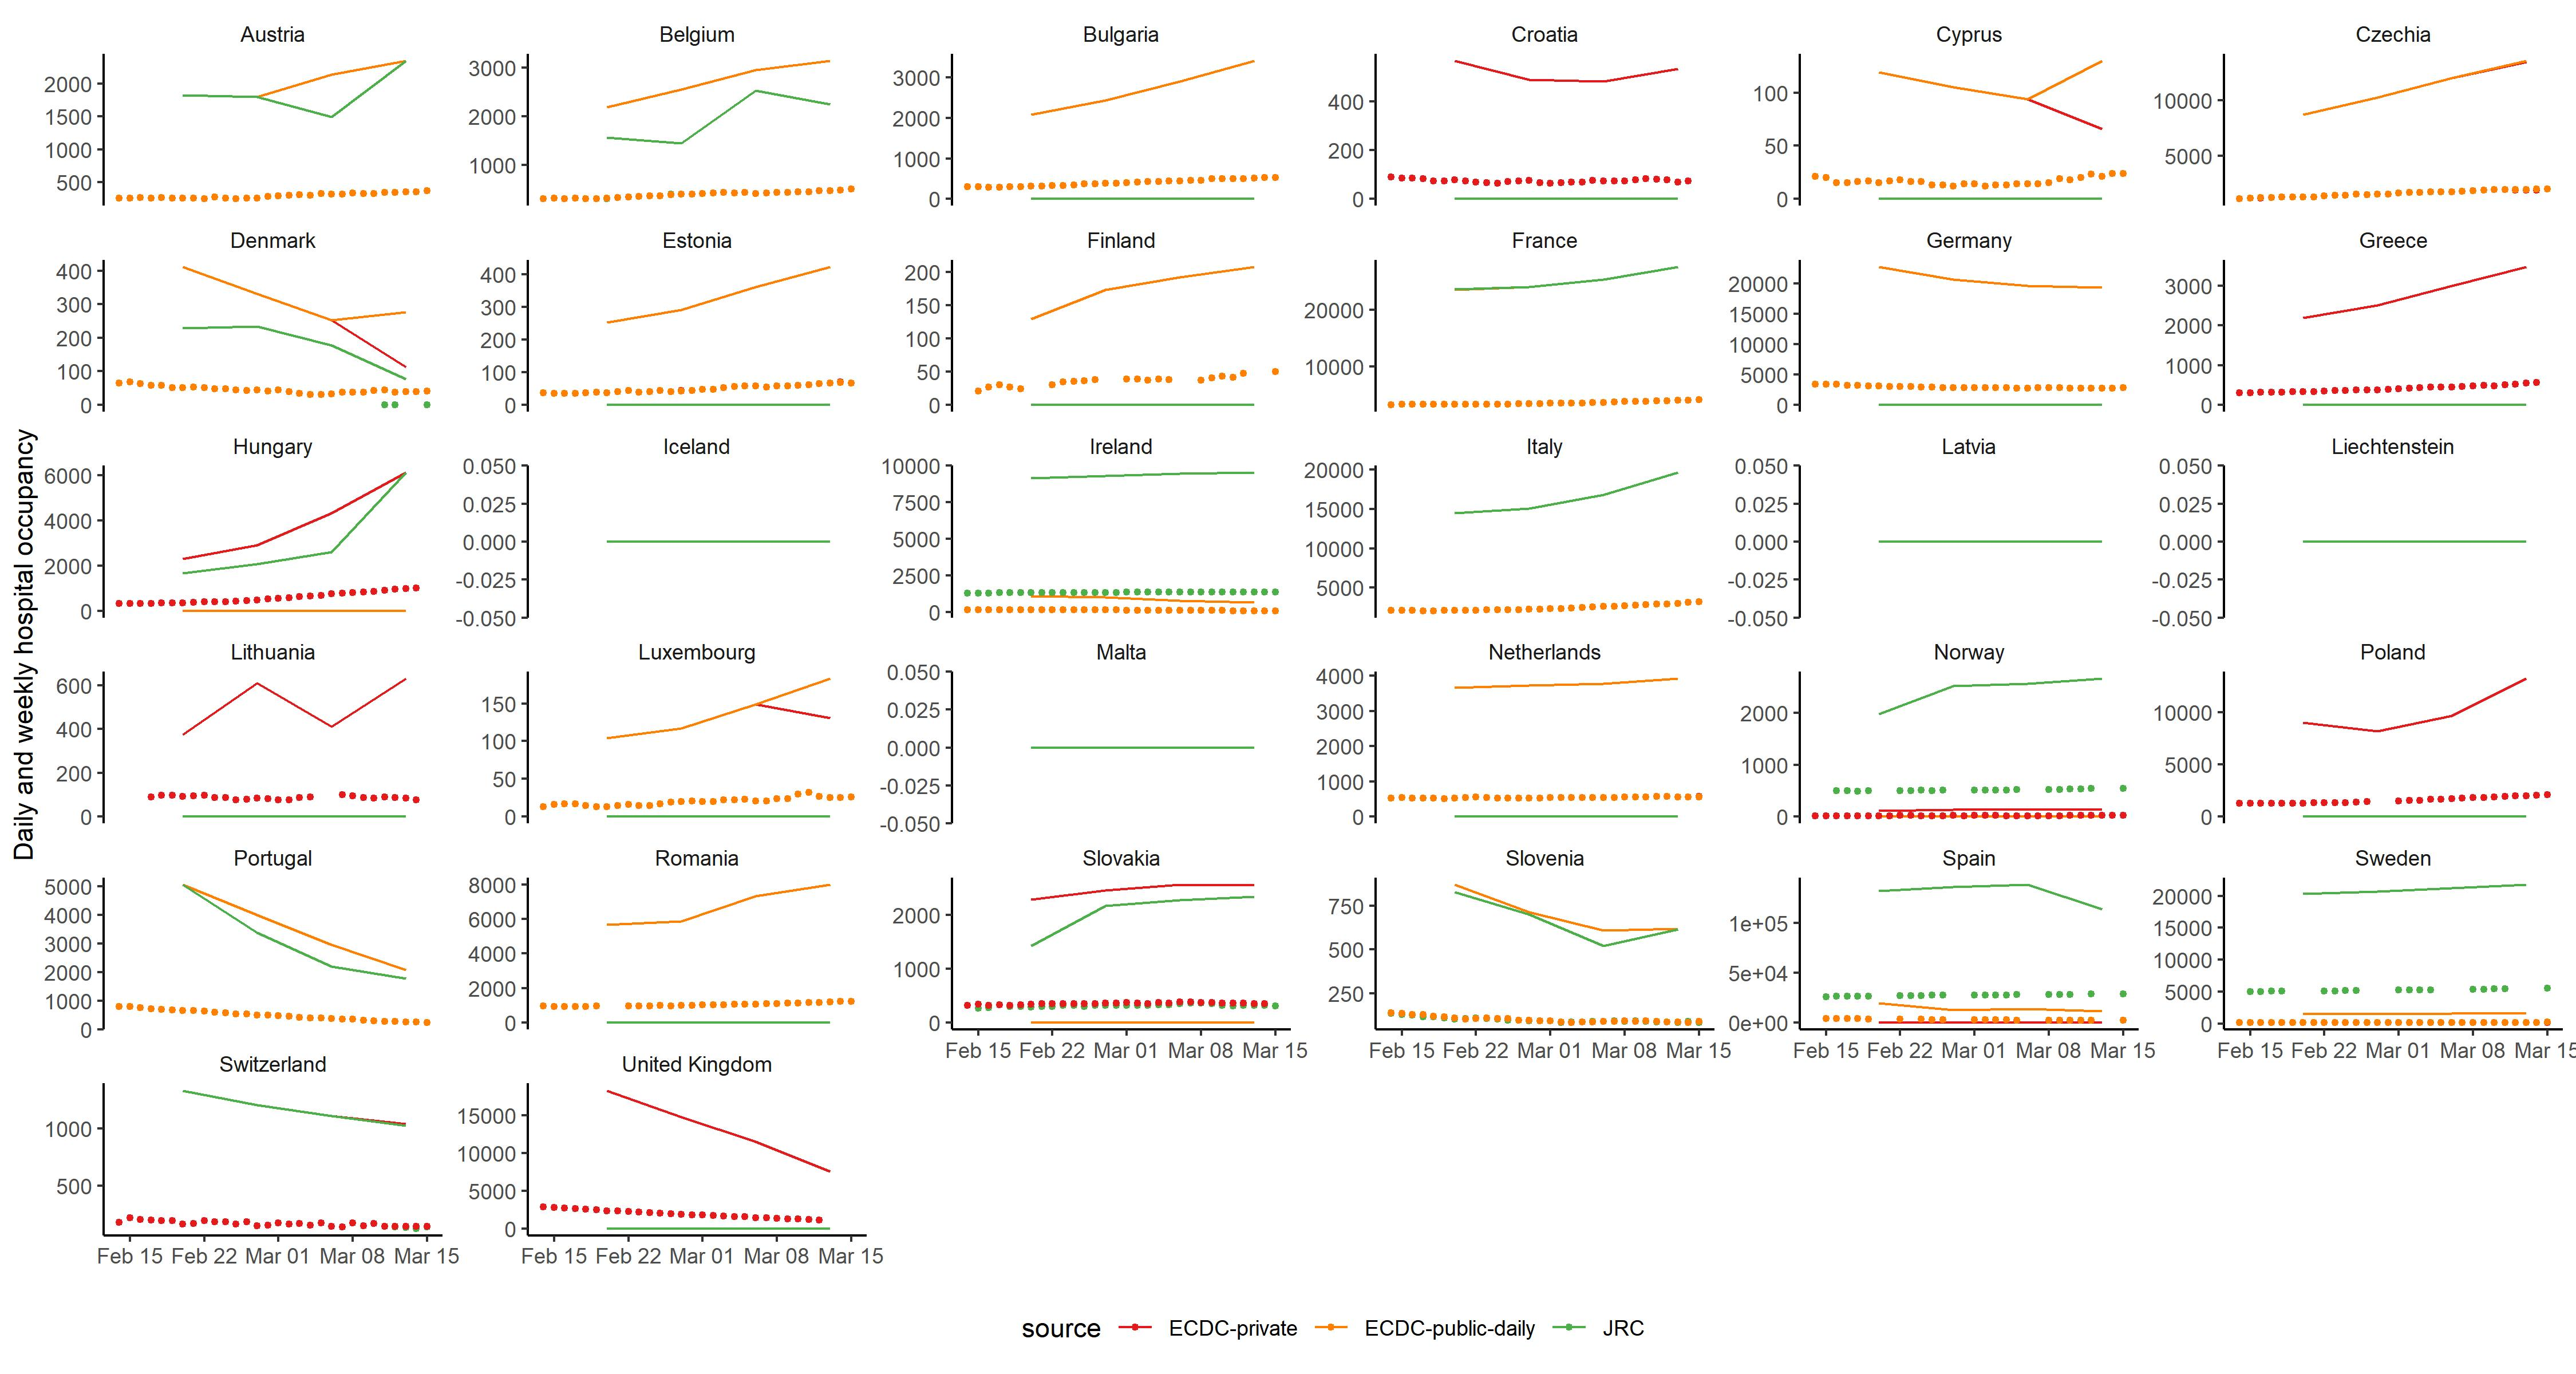 Daily and weekly hospital occupancy
Austria Belgium Bulgaria Croatia Cyprus Czechia
2000 1500 1000 500
3000 2000 1000
3000 2000 1000 0
400 200 0
100 50 0
10000 5000
Denmark Estonia Finland France Germany Greece
400 300 200 100 0
400 300 200 100 0
200 150 100 50 0
20000 10000
20000 15000 10000 5000 0
3000 2000 1000 0
Hungary Iceland Ireland Italy Latvia Liechtenstein
6000 4000 2000 0
0.050 0.025 0.000 -0.025 -0.050
10000 7500 5000 2500 0
20000 15000 10000 5000
0.050 0.025 0.000 -0.025 -0.050
0.050 0.025 0.000 -0.025 -0.050
Lithuania Luxembourg Malta Netherlands Norway Poland
600 400 200 0
150 100 50 0
0.050 0.025 0.000 -0.025 -0.050
4000 3000 2000 1000 0
2000 1000 0
10000 5000 0
Portugal Romania Slovakia Slovenia Spain Sweden
5000 4000 3000 2000 1000 0
8000 6000 4000 2000 0
2000 1000 0
750 500 250
1e+05 5e+04 0e+00
20000 15000 10000 5000 0
Feb 15 Feb 22 Mar 01 Mar 08 Mar 15
Feb 15 Feb 22 Mar 01 Mar 08 Mar 15
Feb 15 Feb 22 Mar 01 Mar 08 Mar 15
Feb 15 Feb 22 Mar 01 Mar 08 Mar 15
Switzerland United Kingdom
1000 500
15000 10000 5000 0
Feb 15 Feb 22 Mar 01 Mar 08 Mar 15
Feb 15 Feb 22 Mar 01 Mar 08 Mar 15
source ECDC-private ECDC-public-daily JRC